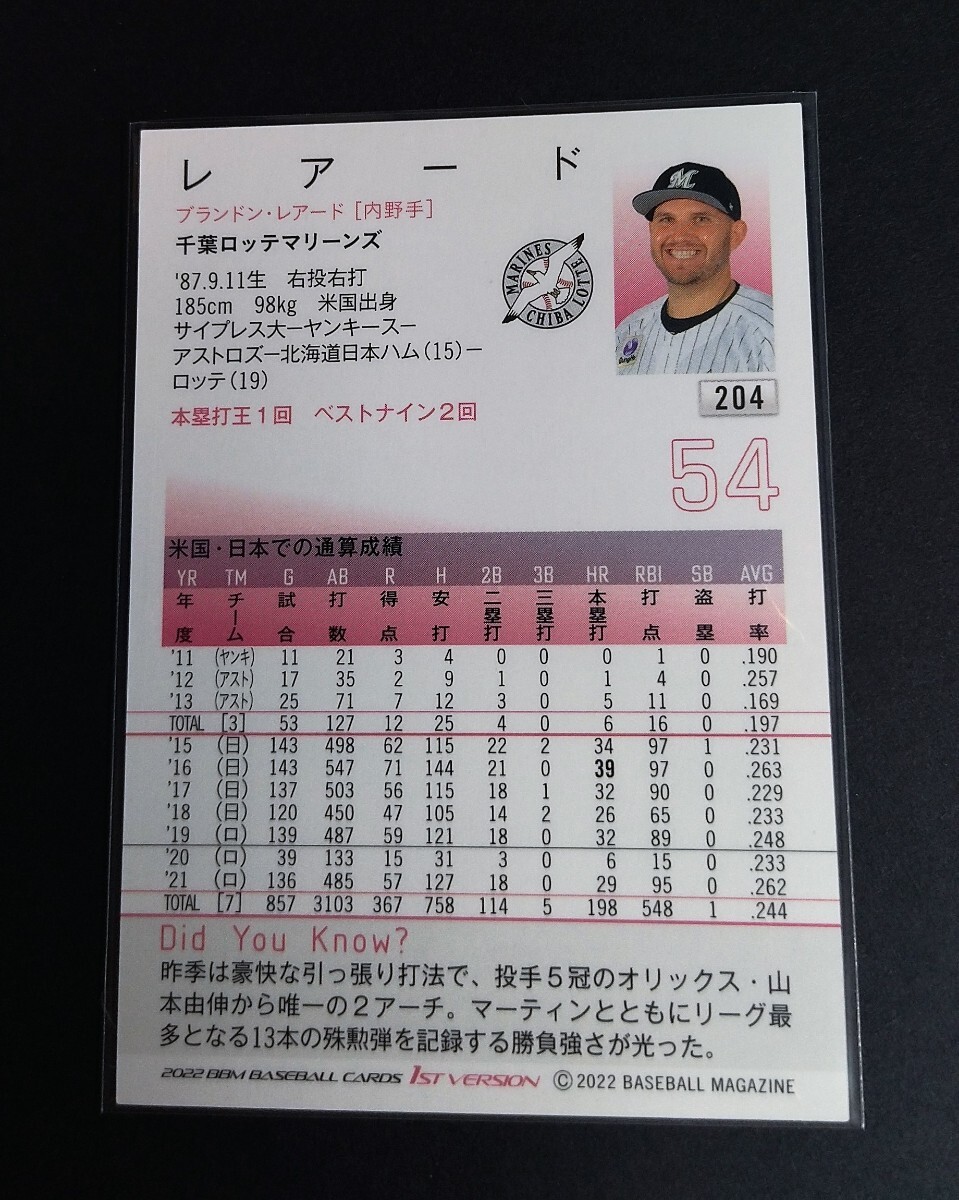 レアード
ブランドン・レアード [内野手]
千葉ロッテマリーンズ
'87.9.11生 右投右打
185cm 98kg 米国出身
サイプレス大ーヤンキースー
アストロズー北海道日本ハム(15)ー
ロッテ(19)
本塁打王1回 ベストナイン2回
MARINES
CHIBA LOTTE
M
204
54
米国・日本での通算成績
YR TM G AB R H 2B 3B HR RBI SB AVG
年度 チーム 試合 打数 得点 安打 二塁打 三塁打 本塁打 打点 盗塁 打率
'11 (ヤンキ) 11 21 3 4 0 0 0 1 0 .190
'12 (アスト) 17 35 2 9 1 0 1 4 0 .257
'13 (アスト) 25 71 7 12 3 0 5 11 0 .169
TOTAL [3] 53 127 12 25 4 0 6 16 0 .197
'15 (日) 143 498 62 115 22 2 34 97 1 .231
'16 (日) 143 547 71 144 21 0 39 97 0 .263
'17 (日) 137 503 56 115 18 1 32 90 0 .229
'18 (日) 120 450 47 105 14 2 26 65 0 .233
'19 (ロ) 139 487 59 121 18 0 32 89 0 .248
'20 (ロ) 39 133 15 31 3 0 6 15 0 .233
'21 (ロ) 136 485 57 127 18 0 29 95 0 .262
TOTAL [7] 857 3103 367 758 114 5 198 548 1 .244
Did You Know?
昨季は豪快な引っ張り打法で、投手5冠のオリックス・山
本由伸から唯一の2アーチ。マーティンとともにリーグ最
多となる13本の殊勲弾を記録する勝負強さが光った。
2022 BBM BASEBALL CARDS 1ST VERSION © 2022 BASEBALL MAGAZINE